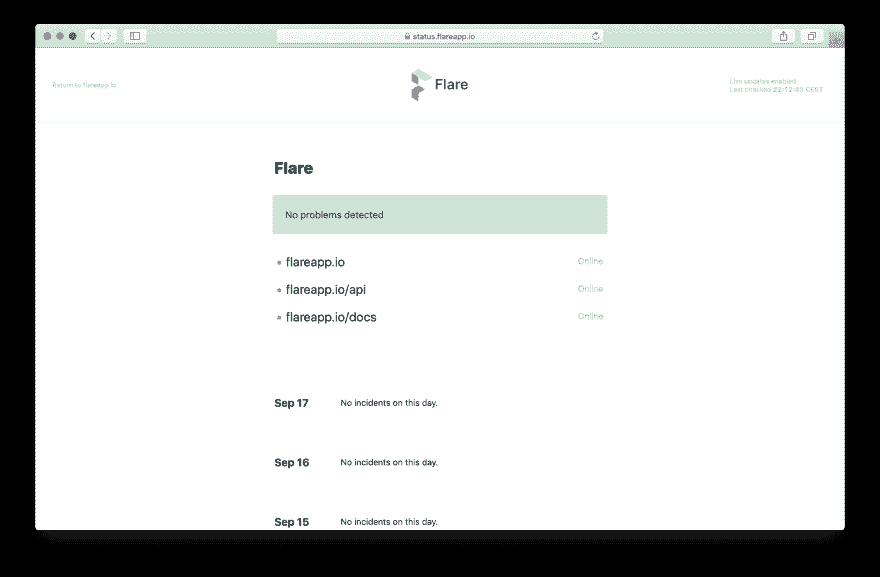 status.flareapp.io
Return to flareapp.io
Flare
Live updates enabled
Last checked 22:12:43 CEST
Flare
No problems detected
flareapp.io Online
flareapp.io/api Online
flareapp.io/docs Online
Sep 17 No incidents on this day.
Sep 16 No incidents on this day.
Sep 15 No incidents on this day.